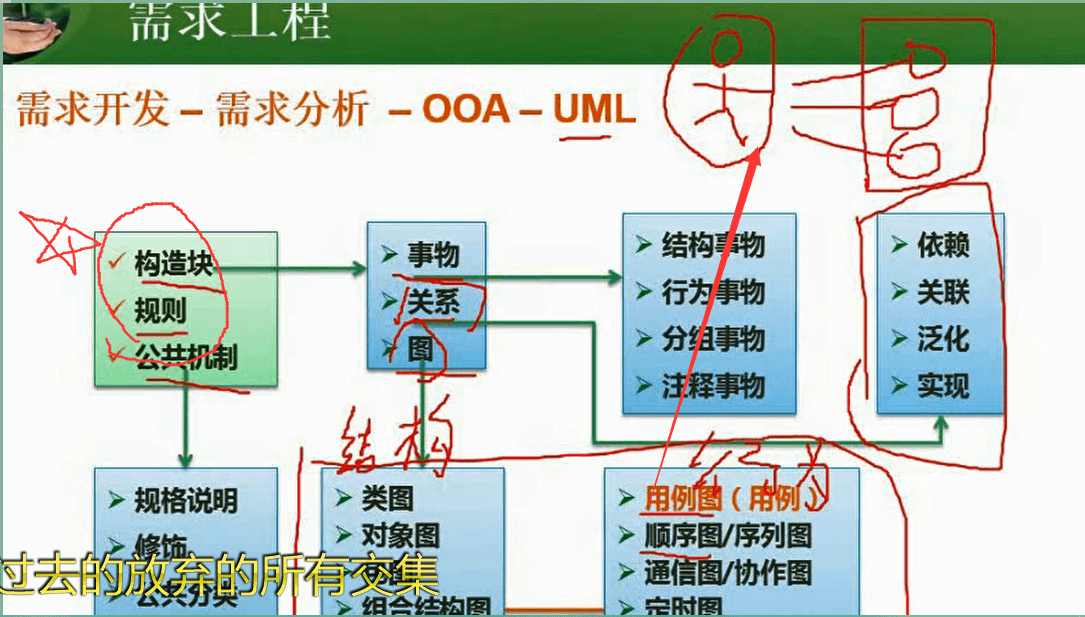 需求工程
需求开发 – 需求分析 – OOA – UML
构造块
规则
公共机制
事物
关系
图
结构事物
行为事物
分组事物
注释事物
依赖
关联
泛化
实现
结构
行为
规格说明
修饰
公共分类
类图
对象图
组合结构图
用例图（用例）
顺序图/序列图
通信图/协作图
定时图
过去的放弃的所有交集